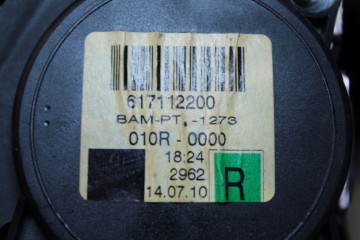 617112200
BAM-PT. -1273
010R - 0000
18:24
2962
14.07.10
R